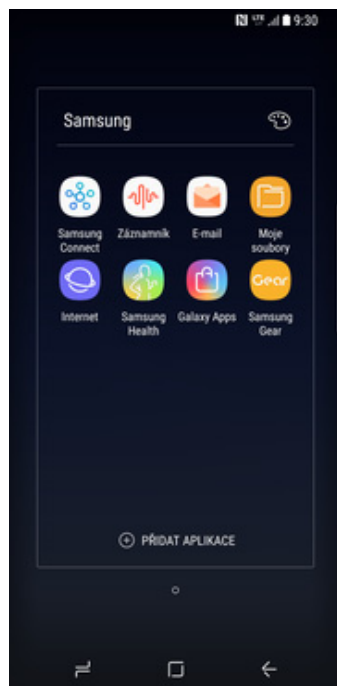 LTE 9:30
Samsung
Samsung Connect
Záznamník
E-mail
Moje soubory
Internet
Samsung Health
Galaxy Apps
Gear
Samsung Gear
PŘIDAT APLIKACE